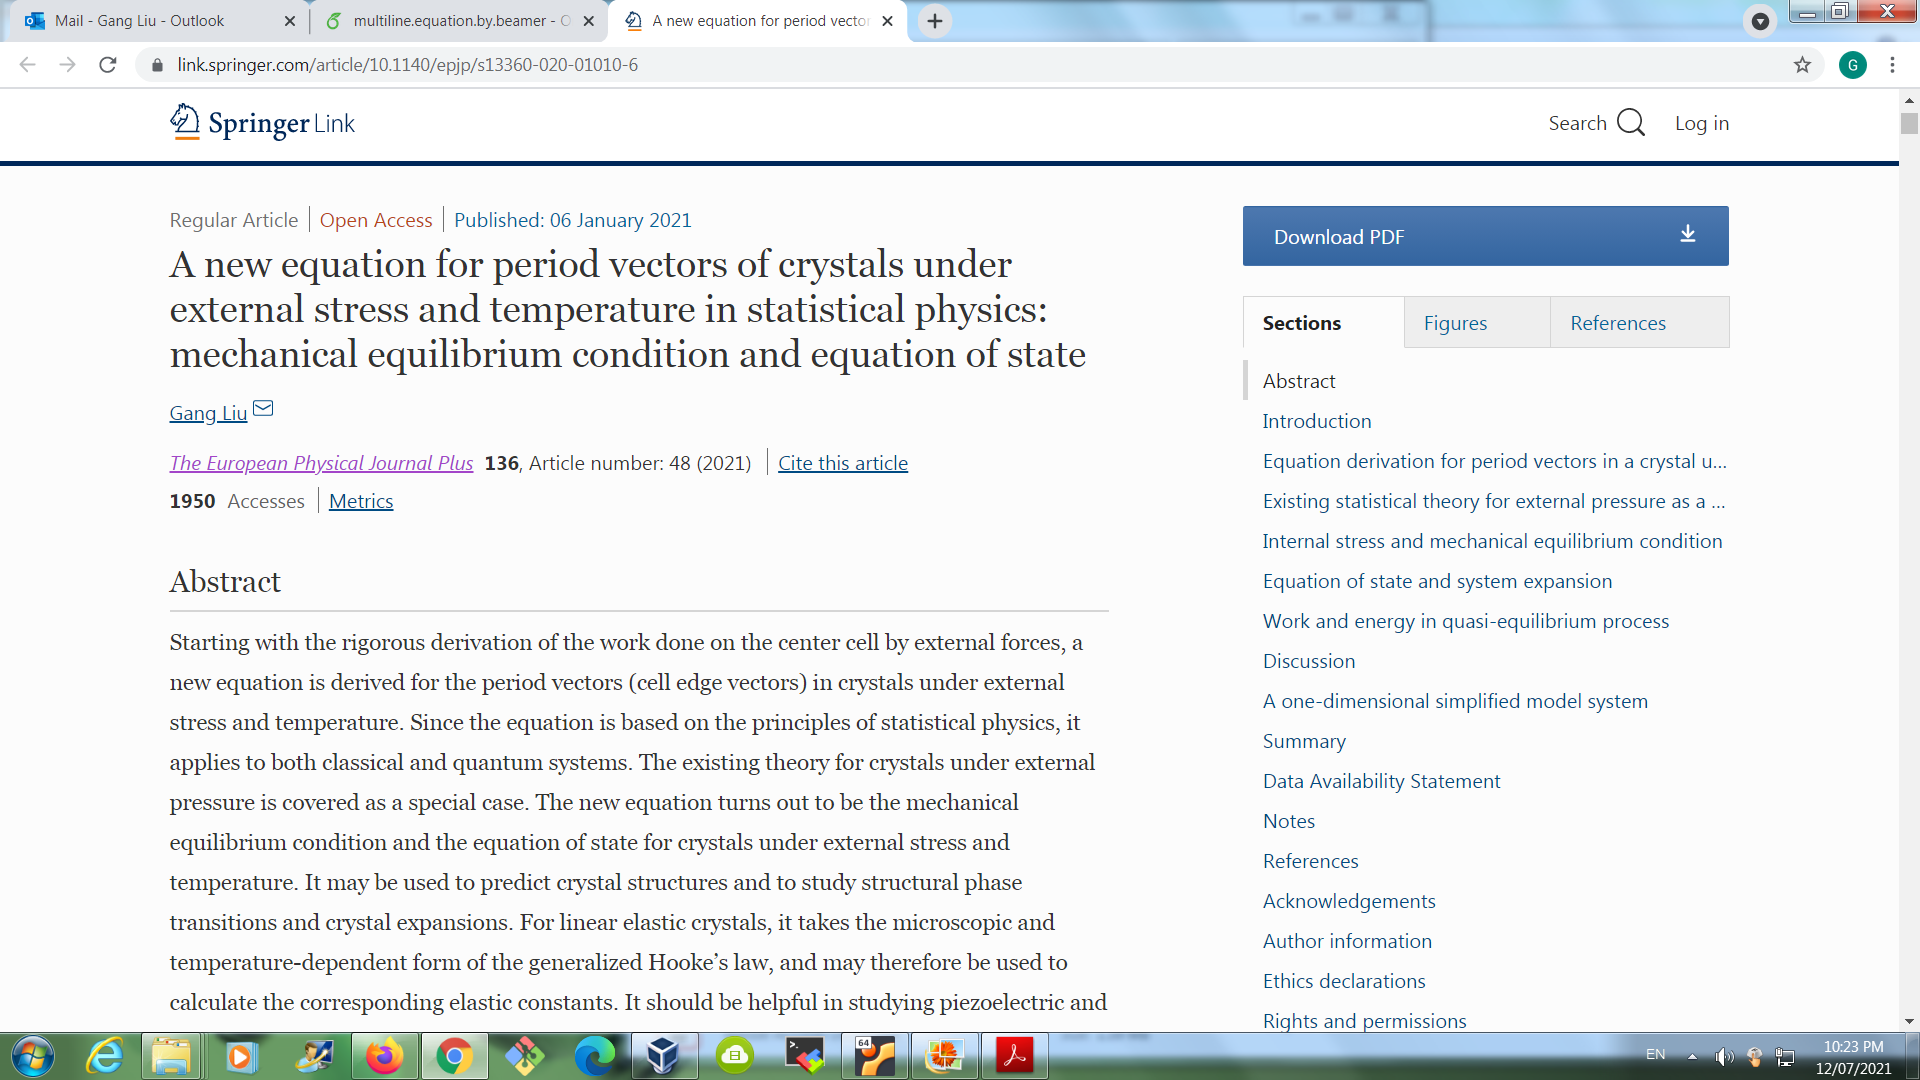 Mail - Gang Liu - Outlook
multiline.equation.by.beamer - O
A new equation for period vector
link.springer.com/article/10.1140/epjp/s13360-020-01010-6
G
Springer Link
Search
Log in
Regular Article | Open Access | Published: 06 January 2021
A new equation for period vectors of crystals under
external stress and temperature in statistical physics:
mechanical equilibrium condition and equation of state
Gang Liu
The European Physical Journal Plus 136, Article number: 48 (2021) | Cite this article
1950 Accesses | Metrics
Abstract
Starting with the rigorous derivation of the work done on the center cell by external forces, a
new equation is derived for the period vectors (cell edge vectors) in crystals under external
stress and temperature. Since the equation is based on the principles of statistical physics, it
applies to both classical and quantum systems. The existing theory for crystals under external
pressure is covered as a special case. The new equation turns out to be the mechanical
equilibrium condition and the equation of state for crystals under external stress and
temperature. It may be used to predict crystal structures and to study structural phase
transitions and crystal expansions. For linear elastic crystals, it takes the microscopic and
temperature-dependent form of the generalized Hooke’s law, and may therefore be used to
calculate the corresponding elastic constants. It should be helpful in studying piezoelectric and
Download PDF
Sections
Figures
References
Abstract
Introduction
Equation derivation for period vectors in a crystal u...
Existing statistical theory for external pressure as a ...
Internal stress and mechanical equilibrium condition
Equation of state and system expansion
Work and energy in quasi-equilibrium process
Discussion
A one-dimensional simplified model system
Summary
Data Availability Statement
Notes
References
Acknowledgements
Author information
Ethics declarations
Rights and permissions
64
EN
10:23 PM
12/07/2021